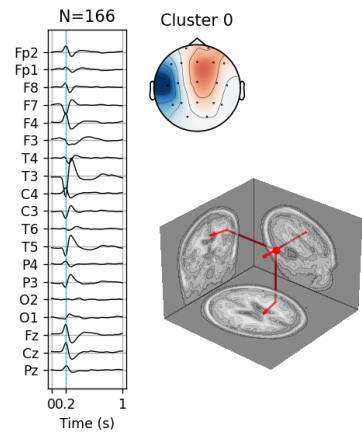 N=166
Cluster 0
Fp2
Fp1
F8
F7
F4
F3
T4
T3
C4
C3
T6
T5
P4
P3
O2
O1
Fz
Cz
Pz
00.2 1
Time (s)